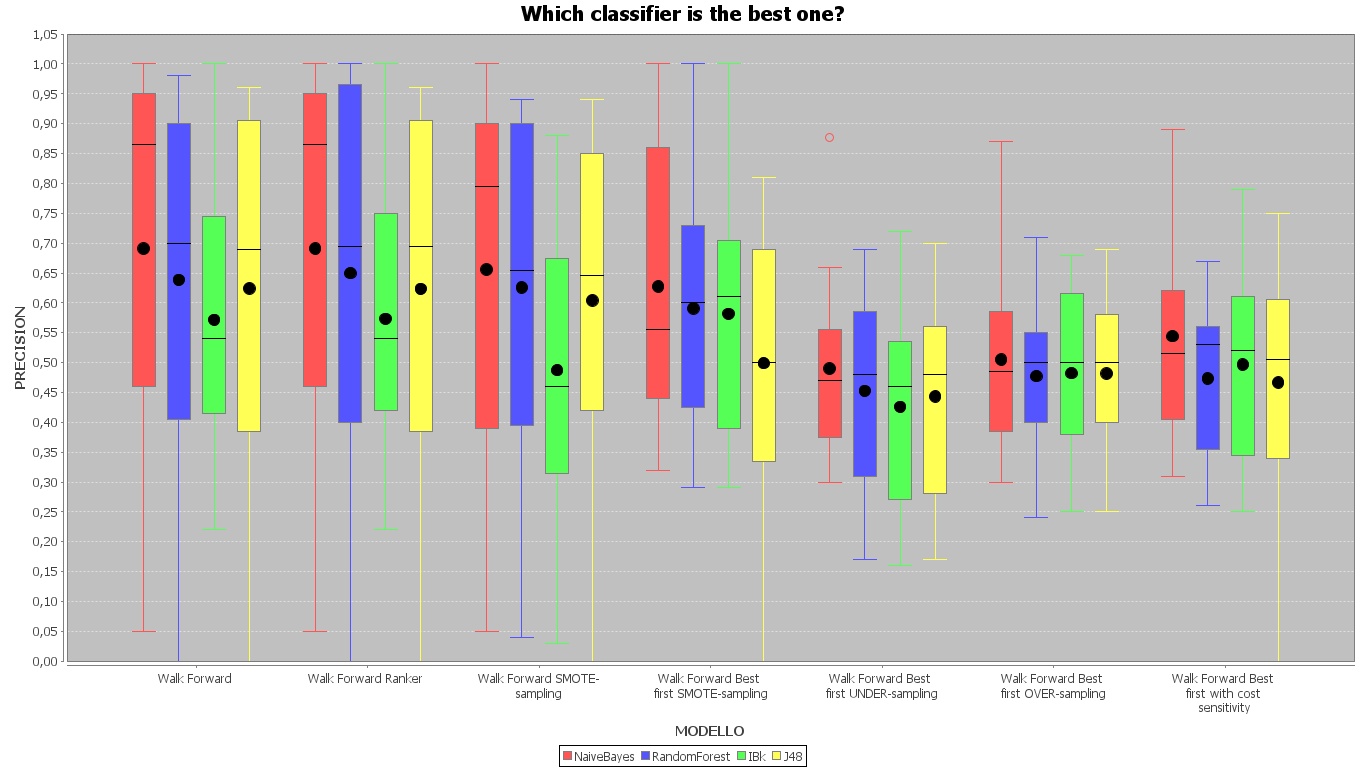 Which classifier is the best one?
1,05
1,00
0,95
0,90
0,85
0,80
0,75
0,70
0,65
0,60
0,55
0,50
0,45
0,40
0,35
0,30
0,25
0,20
0,15
0,10
0,05
0,00
PRECISION
Walk Forward
Walk Forward Ranker
Walk Forward SMOTE-
sampling
Walk Forward Best
first SMOTE-sampling
Walk Forward Best
first UNDER-sampling
Walk Forward Best
first OVER-sampling
Walk Forward Best
first with cost
sensitivity
MODELLO
NaiveBayes RandomForest IBk J48